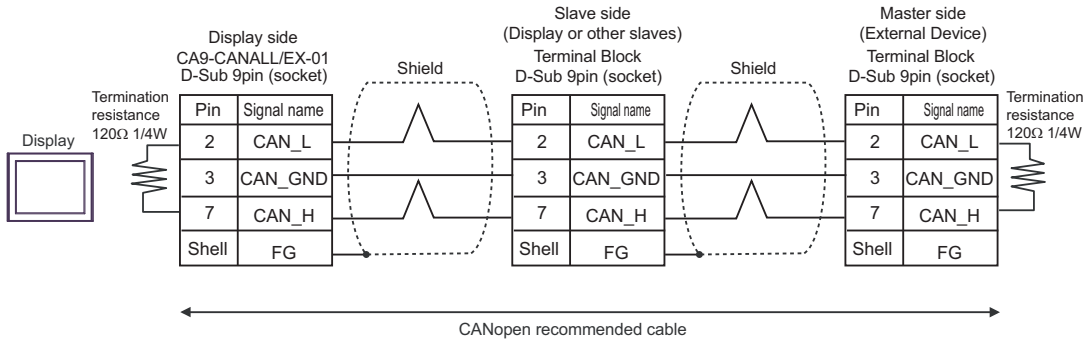 Display
Termination
resistance
120Ω 1/4W
Display side
CA9-CANALL/EX-01
D-Sub 9pin (socket)
Pin Signal name
2 CAN_L
3 CAN_GND
7 CAN_H
Shell FG
Shield
Slave side
(Display or other slaves)
Terminal Block
D-Sub 9pin (socket)
Pin Signal name
2 CAN_L
3 CAN_GND
7 CAN_H
Shell FG
Shield
Master side
(External Device)
Terminal Block
D-Sub 9pin (socket)
Pin Signal name
2 CAN_L
3 CAN_GND
7 CAN_H
Shell FG
Termination
resistance
120Ω 1/4W
CANopen recommended cable